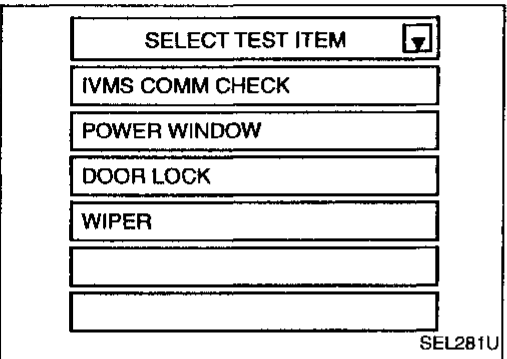 SELECT TEST ITEM
IVMS COMM CHECK
POWER WINDOW
DOOR LOCK
WIPER
SEL281U